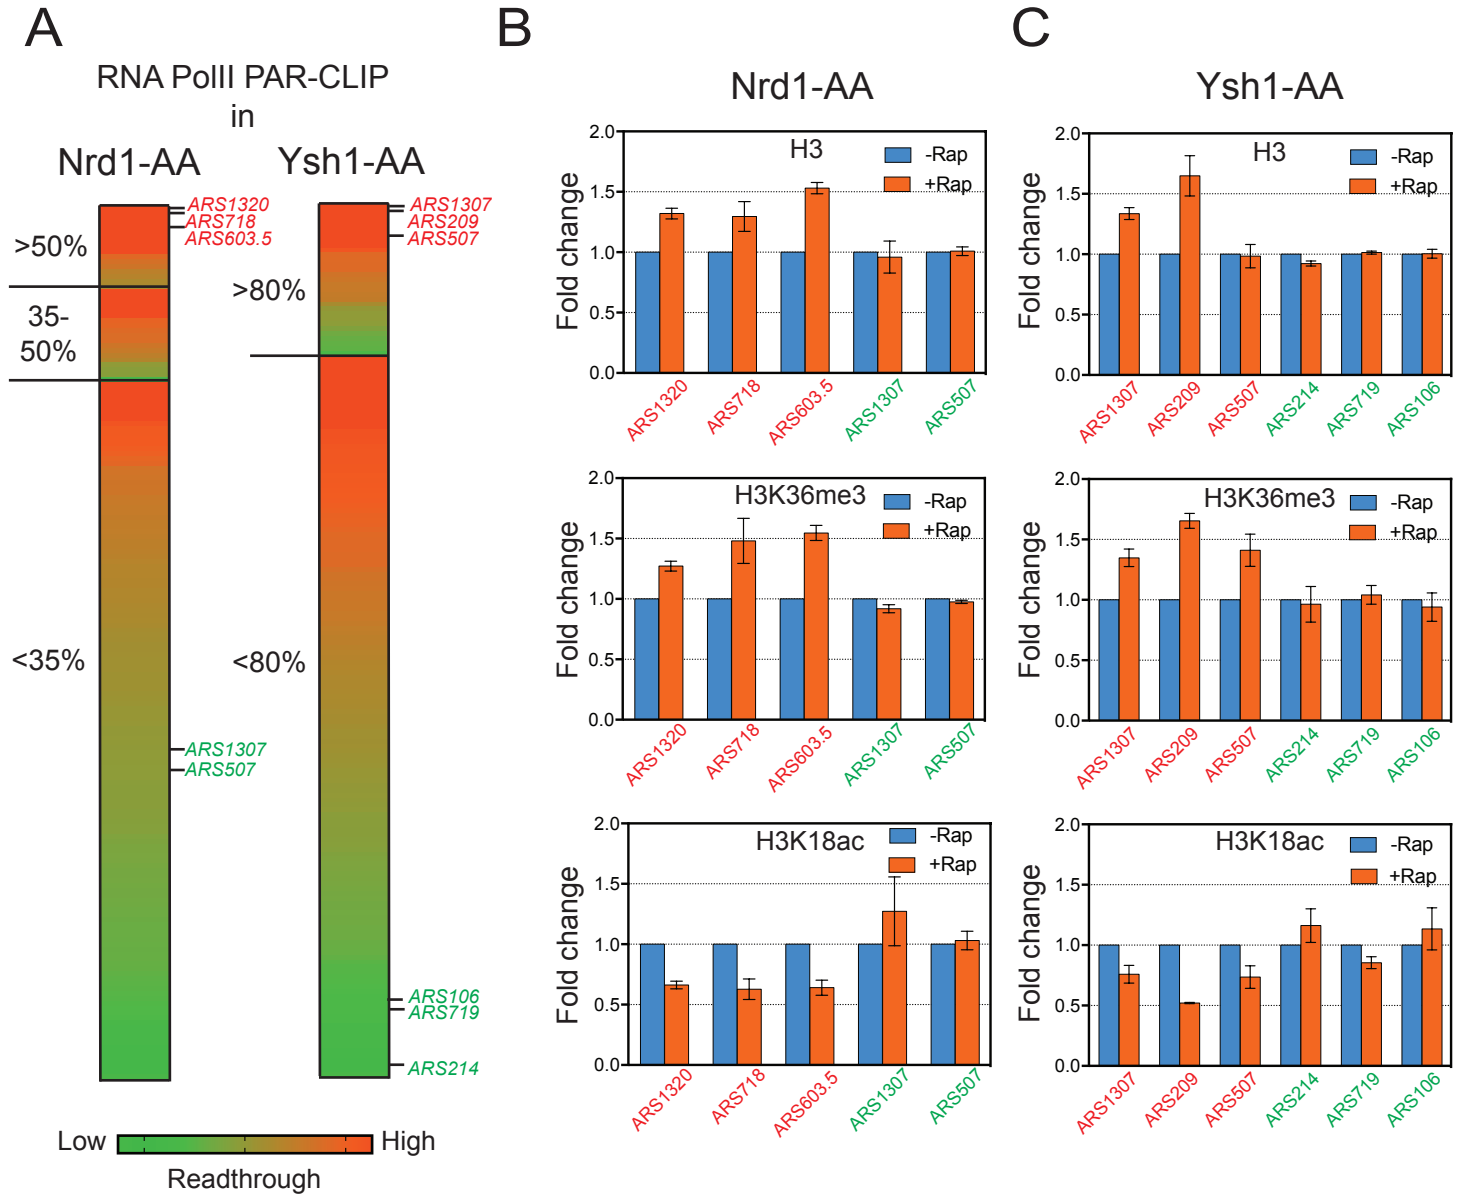 A
RNA PolII PAR-CLIP
in
Nrd1-AA
Ysh1-AA
ARS1320
ARS718
ARS603.5
>50%
35-
50%
<35%
ARS1307
ARS507
ARS1307
ARS209
ARS507
>80%
<80%
ARS106
ARS719
ARS214
Low
High
Readthrough
B
Nrd1-AA
H3
-Rap
+Rap
Fold change
2.0
1.5
1.0
0.5
0.0
ARS1320
ARS718
ARS603.5
ARS1307
ARS507
H3K36me3
-Rap
+Rap
Fold change
2.0
1.5
1.0
0.5
0.0
ARS1320
ARS718
ARS603.5
ARS1307
ARS507
H3K18ac
-Rap
+Rap
Fold change
2.0
1.5
1.0
0.5
0.0
ARS1320
ARS718
ARS603.5
ARS1307
ARS507
C
Ysh1-AA
H3
-Rap
+Rap
Fold change
2.0
1.5
1.0
0.5
0.0
ARS1307
ARS209
ARS507
ARS214
ARS719
ARS106
H3K36me3
-Rap
+Rap
Fold change
2.0
1.5
1.0
0.5
0.0
ARS1307
ARS209
ARS507
ARS214
ARS719
ARS106
H3K18ac
-Rap
+Rap
Fold change
2.0
1.5
1.0
0.5
0.0
ARS1307
ARS209
ARS507
ARS214
ARS719
ARS106